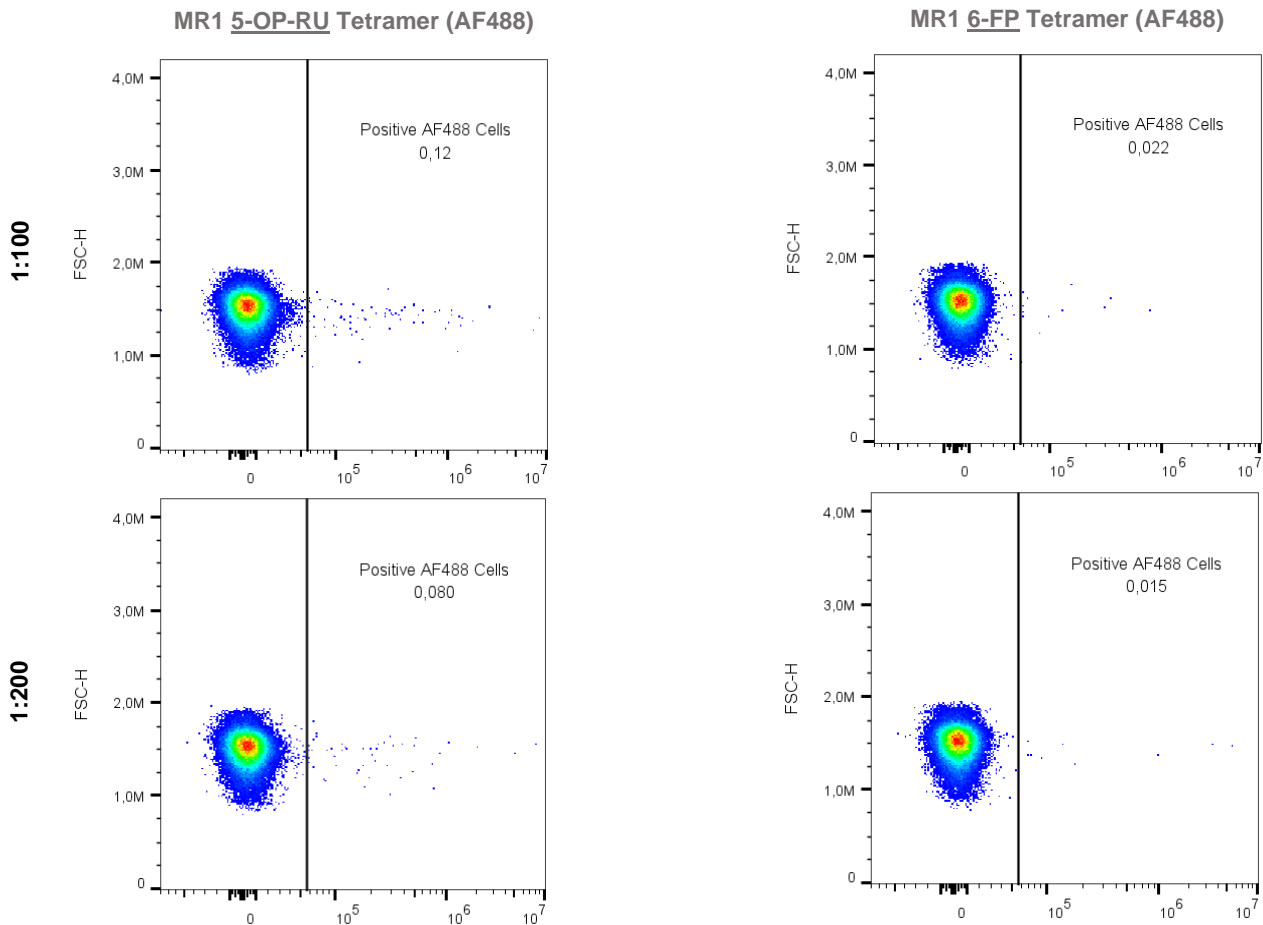 MR1 5-OP-RU Tetramer (AF488)
MR1 6-FP Tetramer (AF488)
1:100
FSC-H
4,0M
3,0M
2,0M
1,0M
0
Positive AF488 Cells
0,12
0
10^5
10^6
10^7
FSC-H
4,0M
3,0M
2,0M
1,0M
0
Positive AF488 Cells
0,022
0
10^5
10^6
10^7
1:200
FSC-H
4,0M
3,0M
2,0M
1,0M
0
Positive AF488 Cells
0,080
0
10^5
10^6
10^7
FSC-H
4,0M
3,0M
2,0M
1,0M
0
Positive AF488 Cells
0,015
0
10^5
10^6
10^7